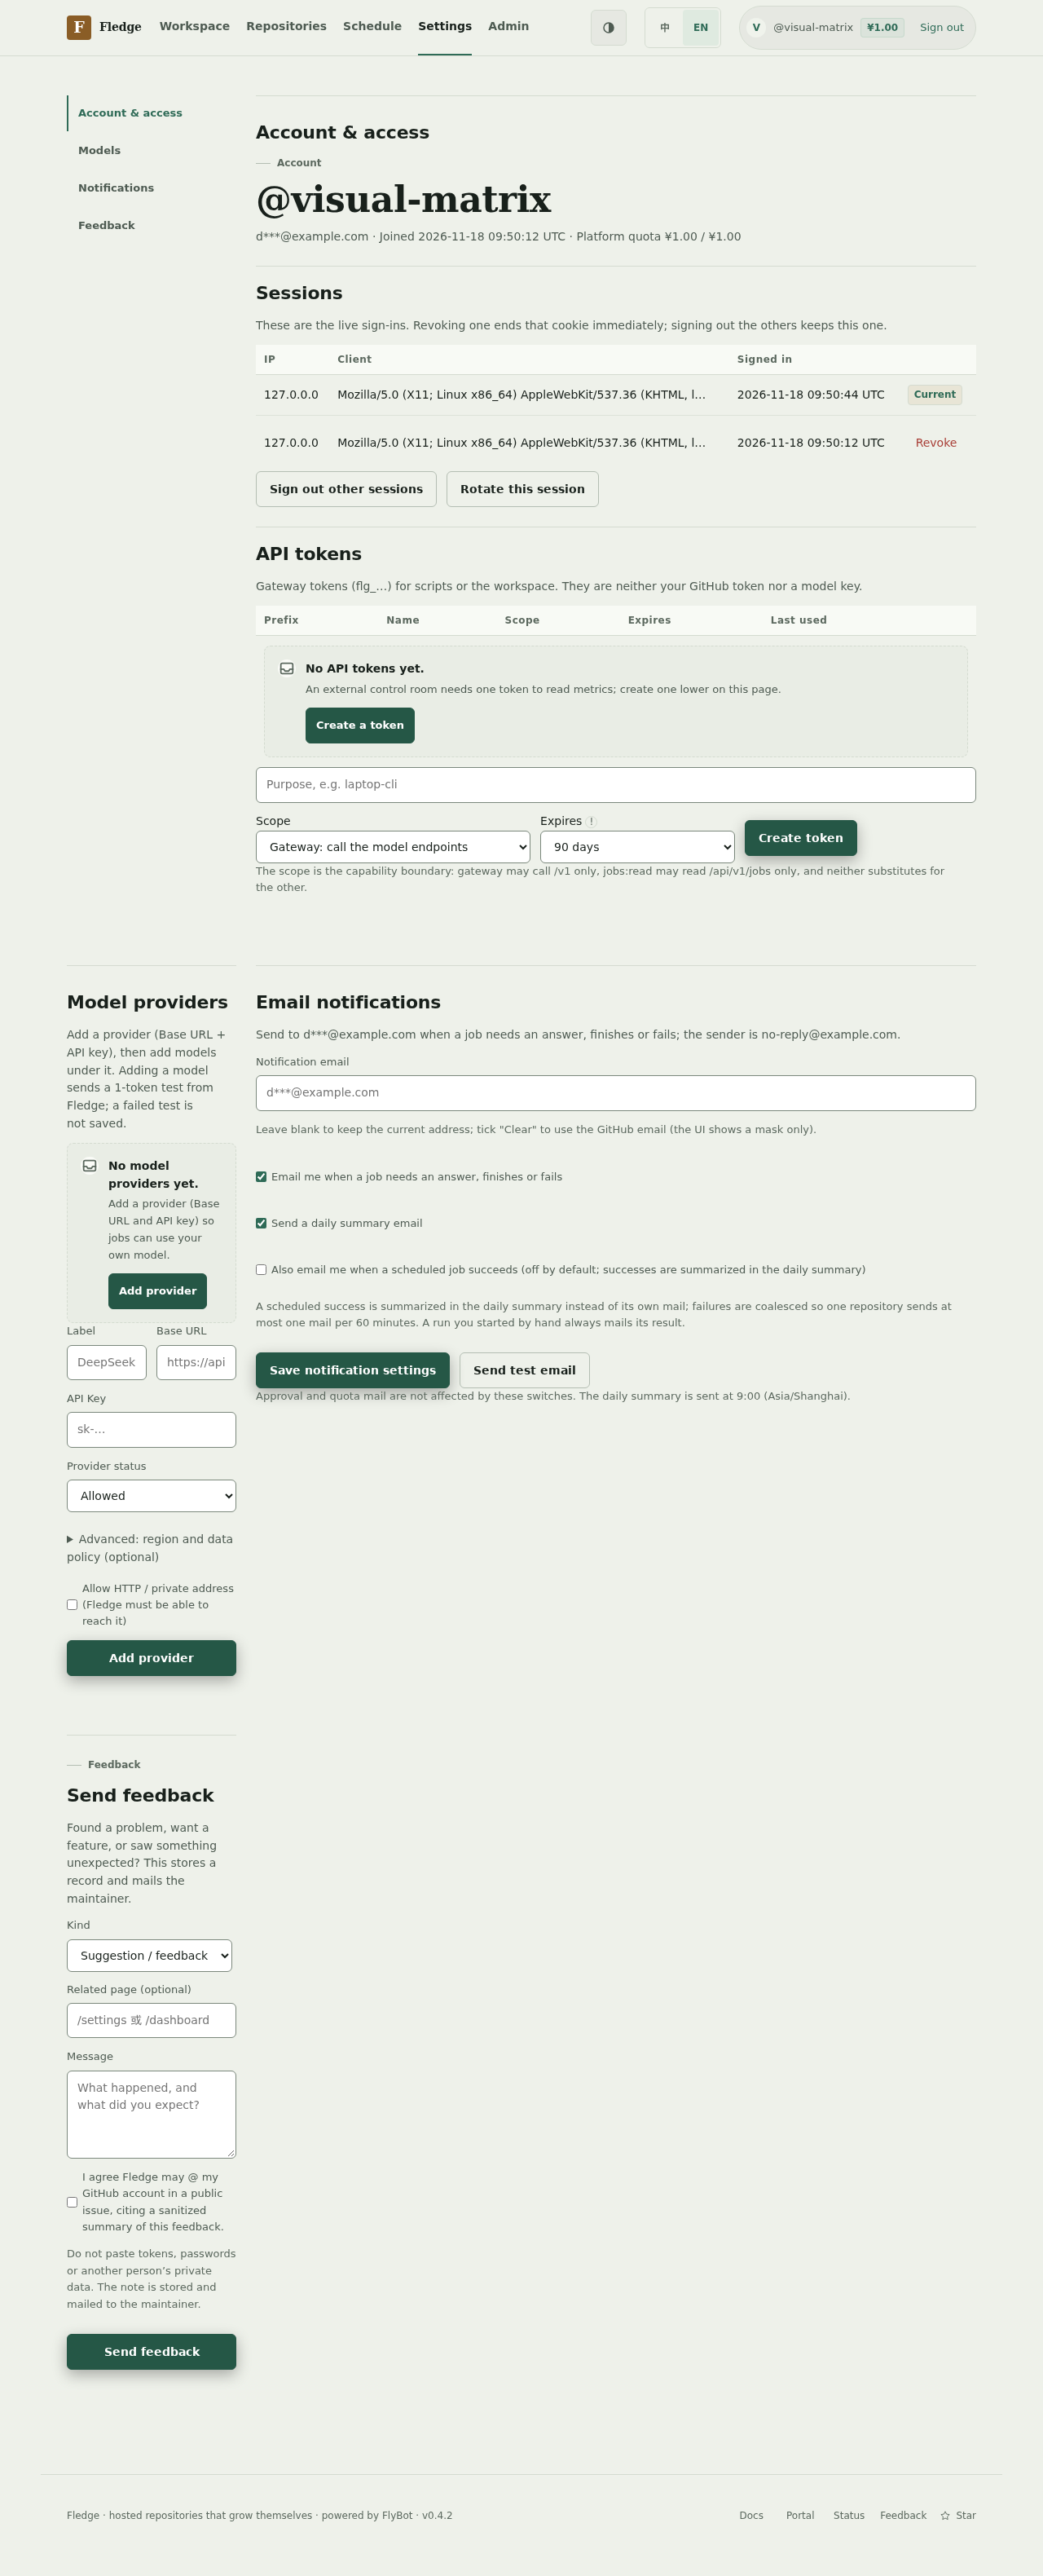 F Fledge Workspace Repositories Schedule Settings Admin 中 EN V @visual-matrix ¥1.00 Sign out
Account & access
Models
Notifications
Feedback
Account & access
Account
@visual-matrix
d***@example.com · Joined 2026-11-18 09:50:12 UTC · Platform quota ¥1.00 / ¥1.00
Sessions
These are the live sign-ins. Revoking one ends that cookie immediately; signing out the others keeps this one.
IP Client Signed in
127.0.0.0 Mozilla/5.0 (X11; Linux x86_64) AppleWebKit/537.36 (KHTML, l… 2026-11-18 09:50:44 UTC Current
127.0.0.0 Mozilla/5.0 (X11; Linux x86_64) AppleWebKit/537.36 (KHTML, l… 2026-11-18 09:50:12 UTC Revoke
Sign out other sessions Rotate this session
API tokens
Gateway tokens (flg_…) for scripts or the workspace. They are neither your GitHub token nor a model key.
Prefix Name Scope Expires Last used
No API tokens yet.
An external control room needs one token to read metrics; create one lower on this page.
Create a token
Purpose, e.g. laptop-cli
Scope Expires !
Gateway: call the model endpoints 90 days Create token
The scope is the capability boundary: gateway may call /v1 only, jobs:read may read /api/v1/jobs only, and neither substitutes for
the other.
Model providers
Add a provider (Base URL +
API key), then add models
under it. Adding a model
sends a 1-token test from
Fledge; a failed test is
not saved.
No model
providers yet.
Add a provider (Base
URL and API key) so
jobs can use your
own model.
Add provider
Label Base URL
DeepSeek https://api
API Key
sk-…
Provider status
Allowed
Advanced: region and data
policy (optional)
Allow HTTP / private address
(Fledge must be able to
reach it)
Add provider
Email notifications
Send to d***@example.com when a job needs an answer, finishes or fails; the sender is no-reply@example.com.
Notification email
d***@example.com
Leave blank to keep the current address; tick "Clear" to use the GitHub email (the UI shows a mask only).
Email me when a job needs an answer, finishes or fails
Send a daily summary email
Also email me when a scheduled job succeeds (off by default; successes are summarized in the daily summary)
A scheduled success is summarized in the daily summary instead of its own mail; failures are coalesced so one repository sends at
most one mail per 60 minutes. A run you started by hand always mails its result.
Save notification settings Send test email
Approval and quota mail are not affected by these switches. The daily summary is sent at 9:00 (Asia/Shanghai).
Feedback
Send feedback
Found a problem, want a
feature, or saw something
unexpected? This stores a
record and mails the
maintainer.
Kind
Suggestion / feedback
Related page (optional)
/settings 或 /dashboard
Message
What happened, and
what did you expect?
I agree Fledge may @ my
GitHub account in a public
issue, citing a sanitized
summary of this feedback.
Do not paste tokens, passwords
or another person’s private
data. The note is stored and
mailed to the maintainer.
Send feedback
Fledge · hosted repositories that grow themselves · powered by FlyBot · v0.4.2 Docs Portal Status Feedback Star